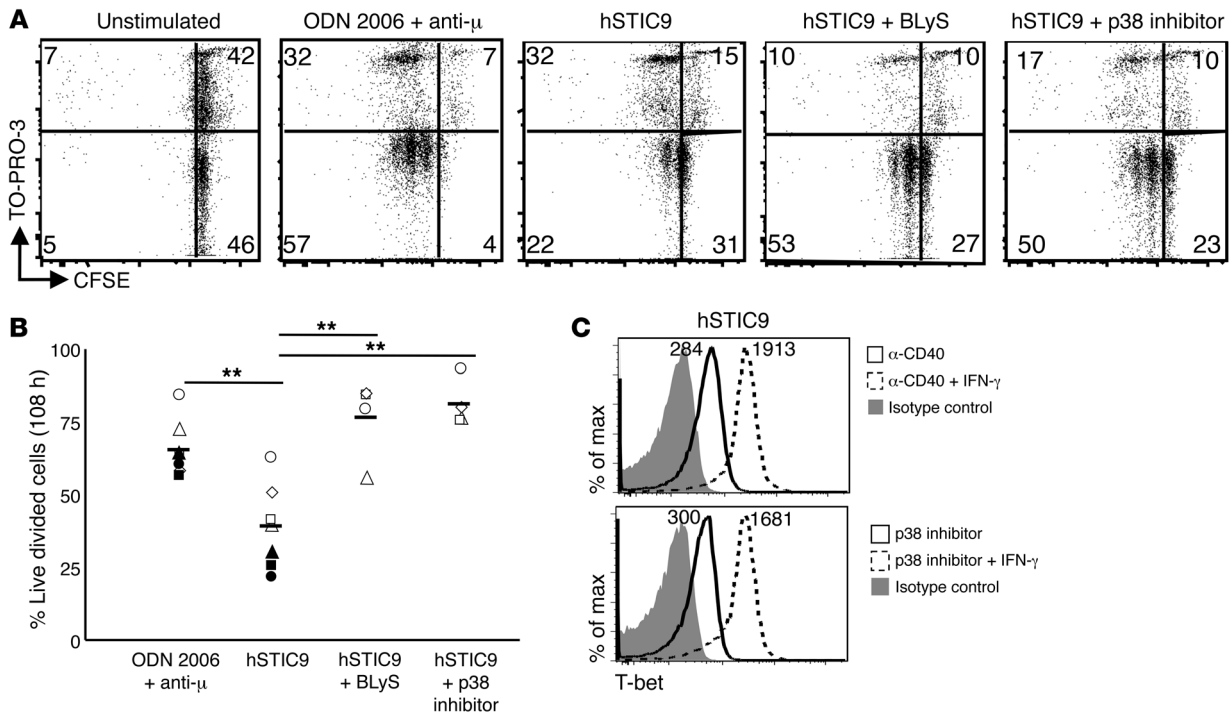 A
Unstimulated
ODN 2006 + anti-μ
hSTIC9
hSTIC9 + BLyS
hSTIC9 + p38 inhibitor
7 42
32 7
32 15
10 10
17 10
5 46
57 4
22 31
53 27
50 23
TO-PRO-3
CFSE
B
% Live divided cells (108 h)
100
75
50
25
0
**
**
**
ODN 2006
+ anti-μ
hSTIC9
hSTIC9
+ BLyS
hSTIC9
+ p38
inhibitor
C
hSTIC9
% of max
284 1913
α-CD40
α-CD40 + IFN-γ
Isotype control
% of max
300 1681
p38 inhibitor
p38 inhibitor + IFN-γ
Isotype control
T-bet